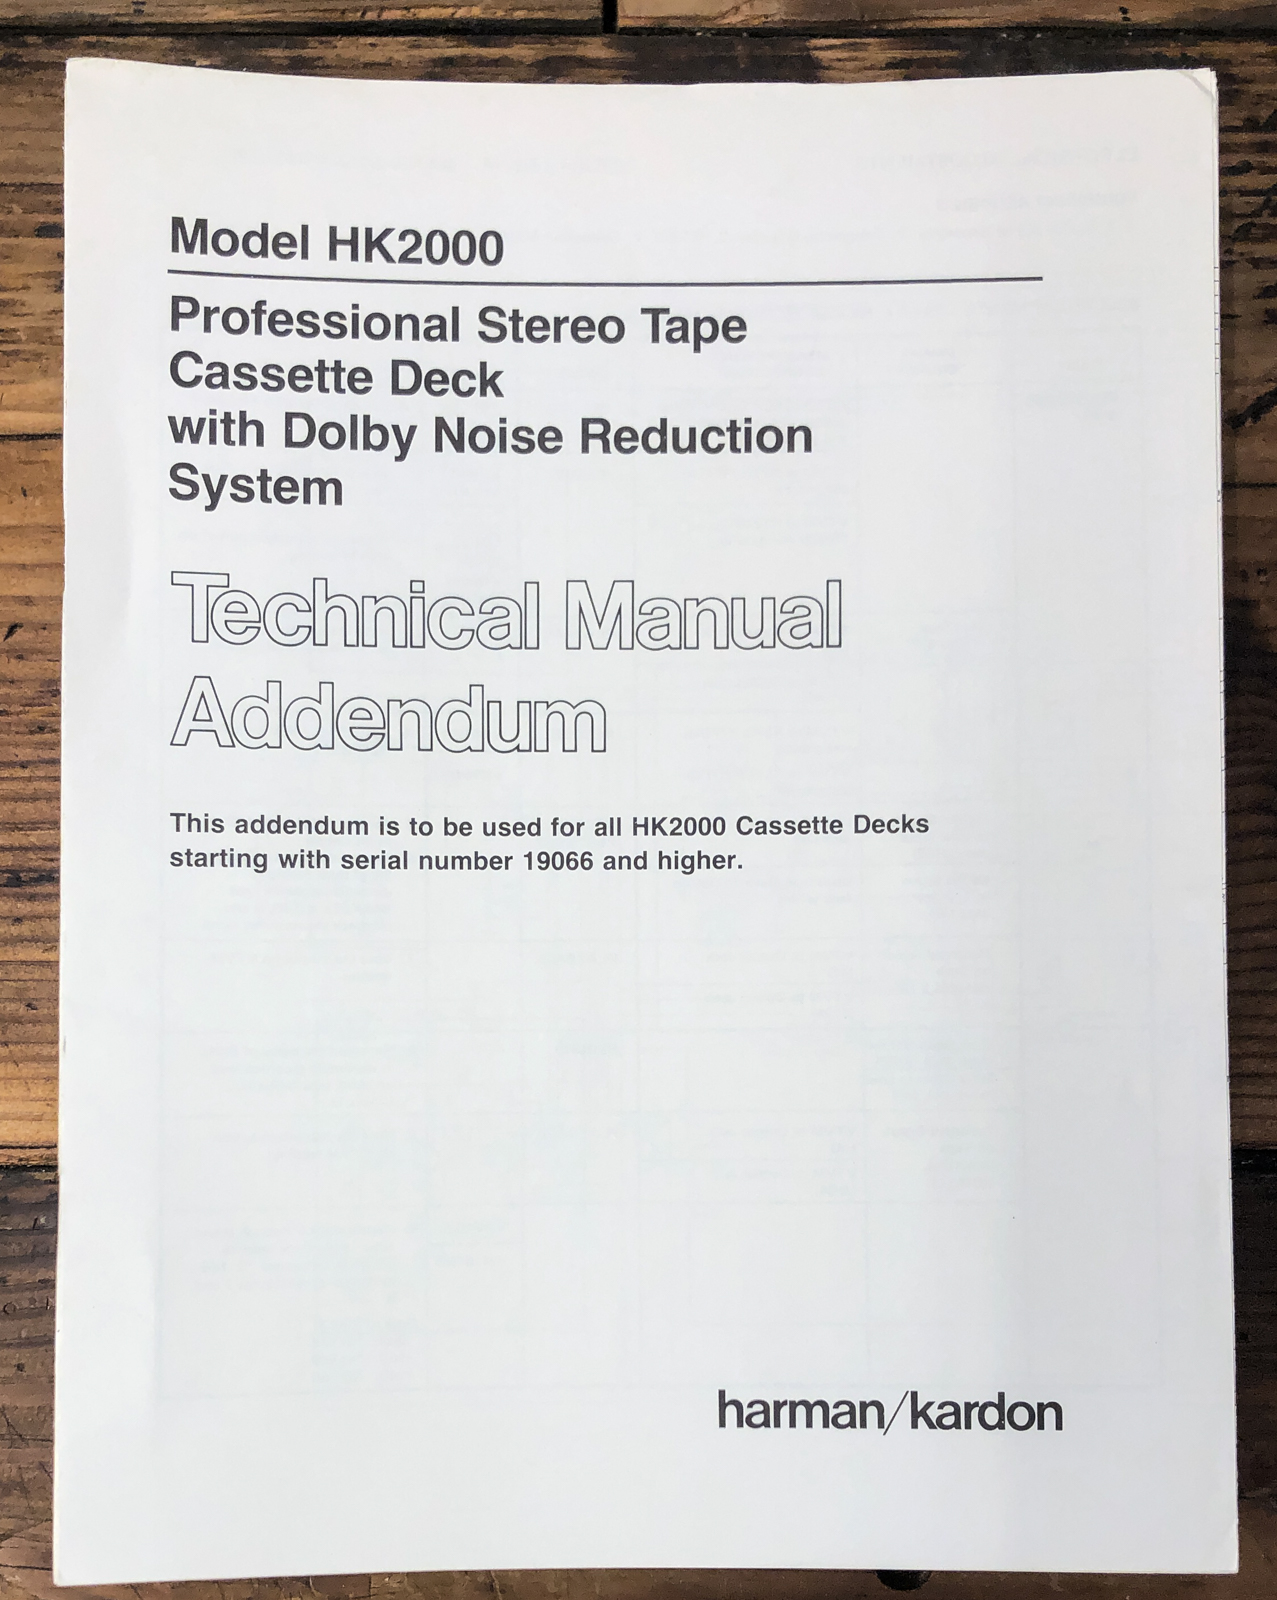 Model HK2000
Professional Stereo Tape
Cassette Deck
with Dolby Noise Reduction
System
Technical Manual
Addendum
This addendum is to be used for all HK2000 Cassette Decks
starting with serial number 19066 and higher.
harman/kardon